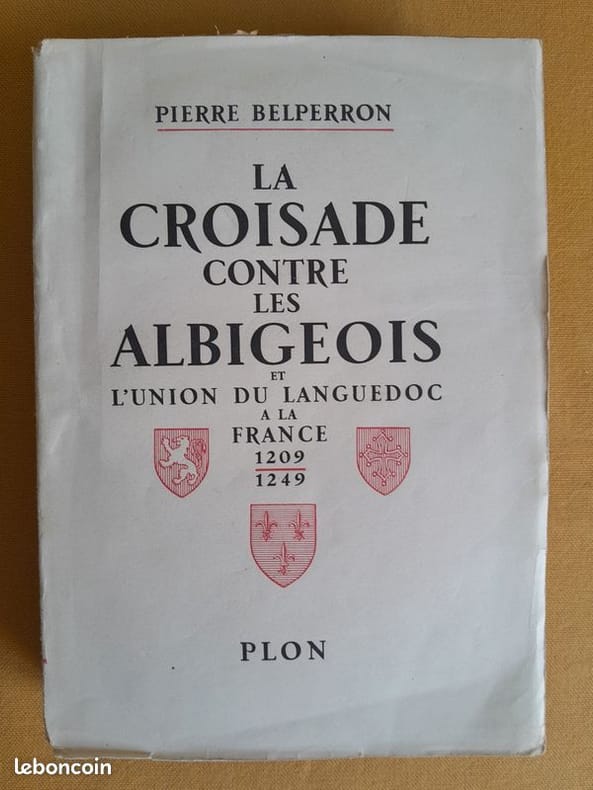 PIERRE BELPERRON
LA
CROISADE
CONTRE
LES
ALBIGEOIS
ET
L'UNION DU LANGUEDOC
A LA
FRANCE
1209
1249
PLON
leboncoin